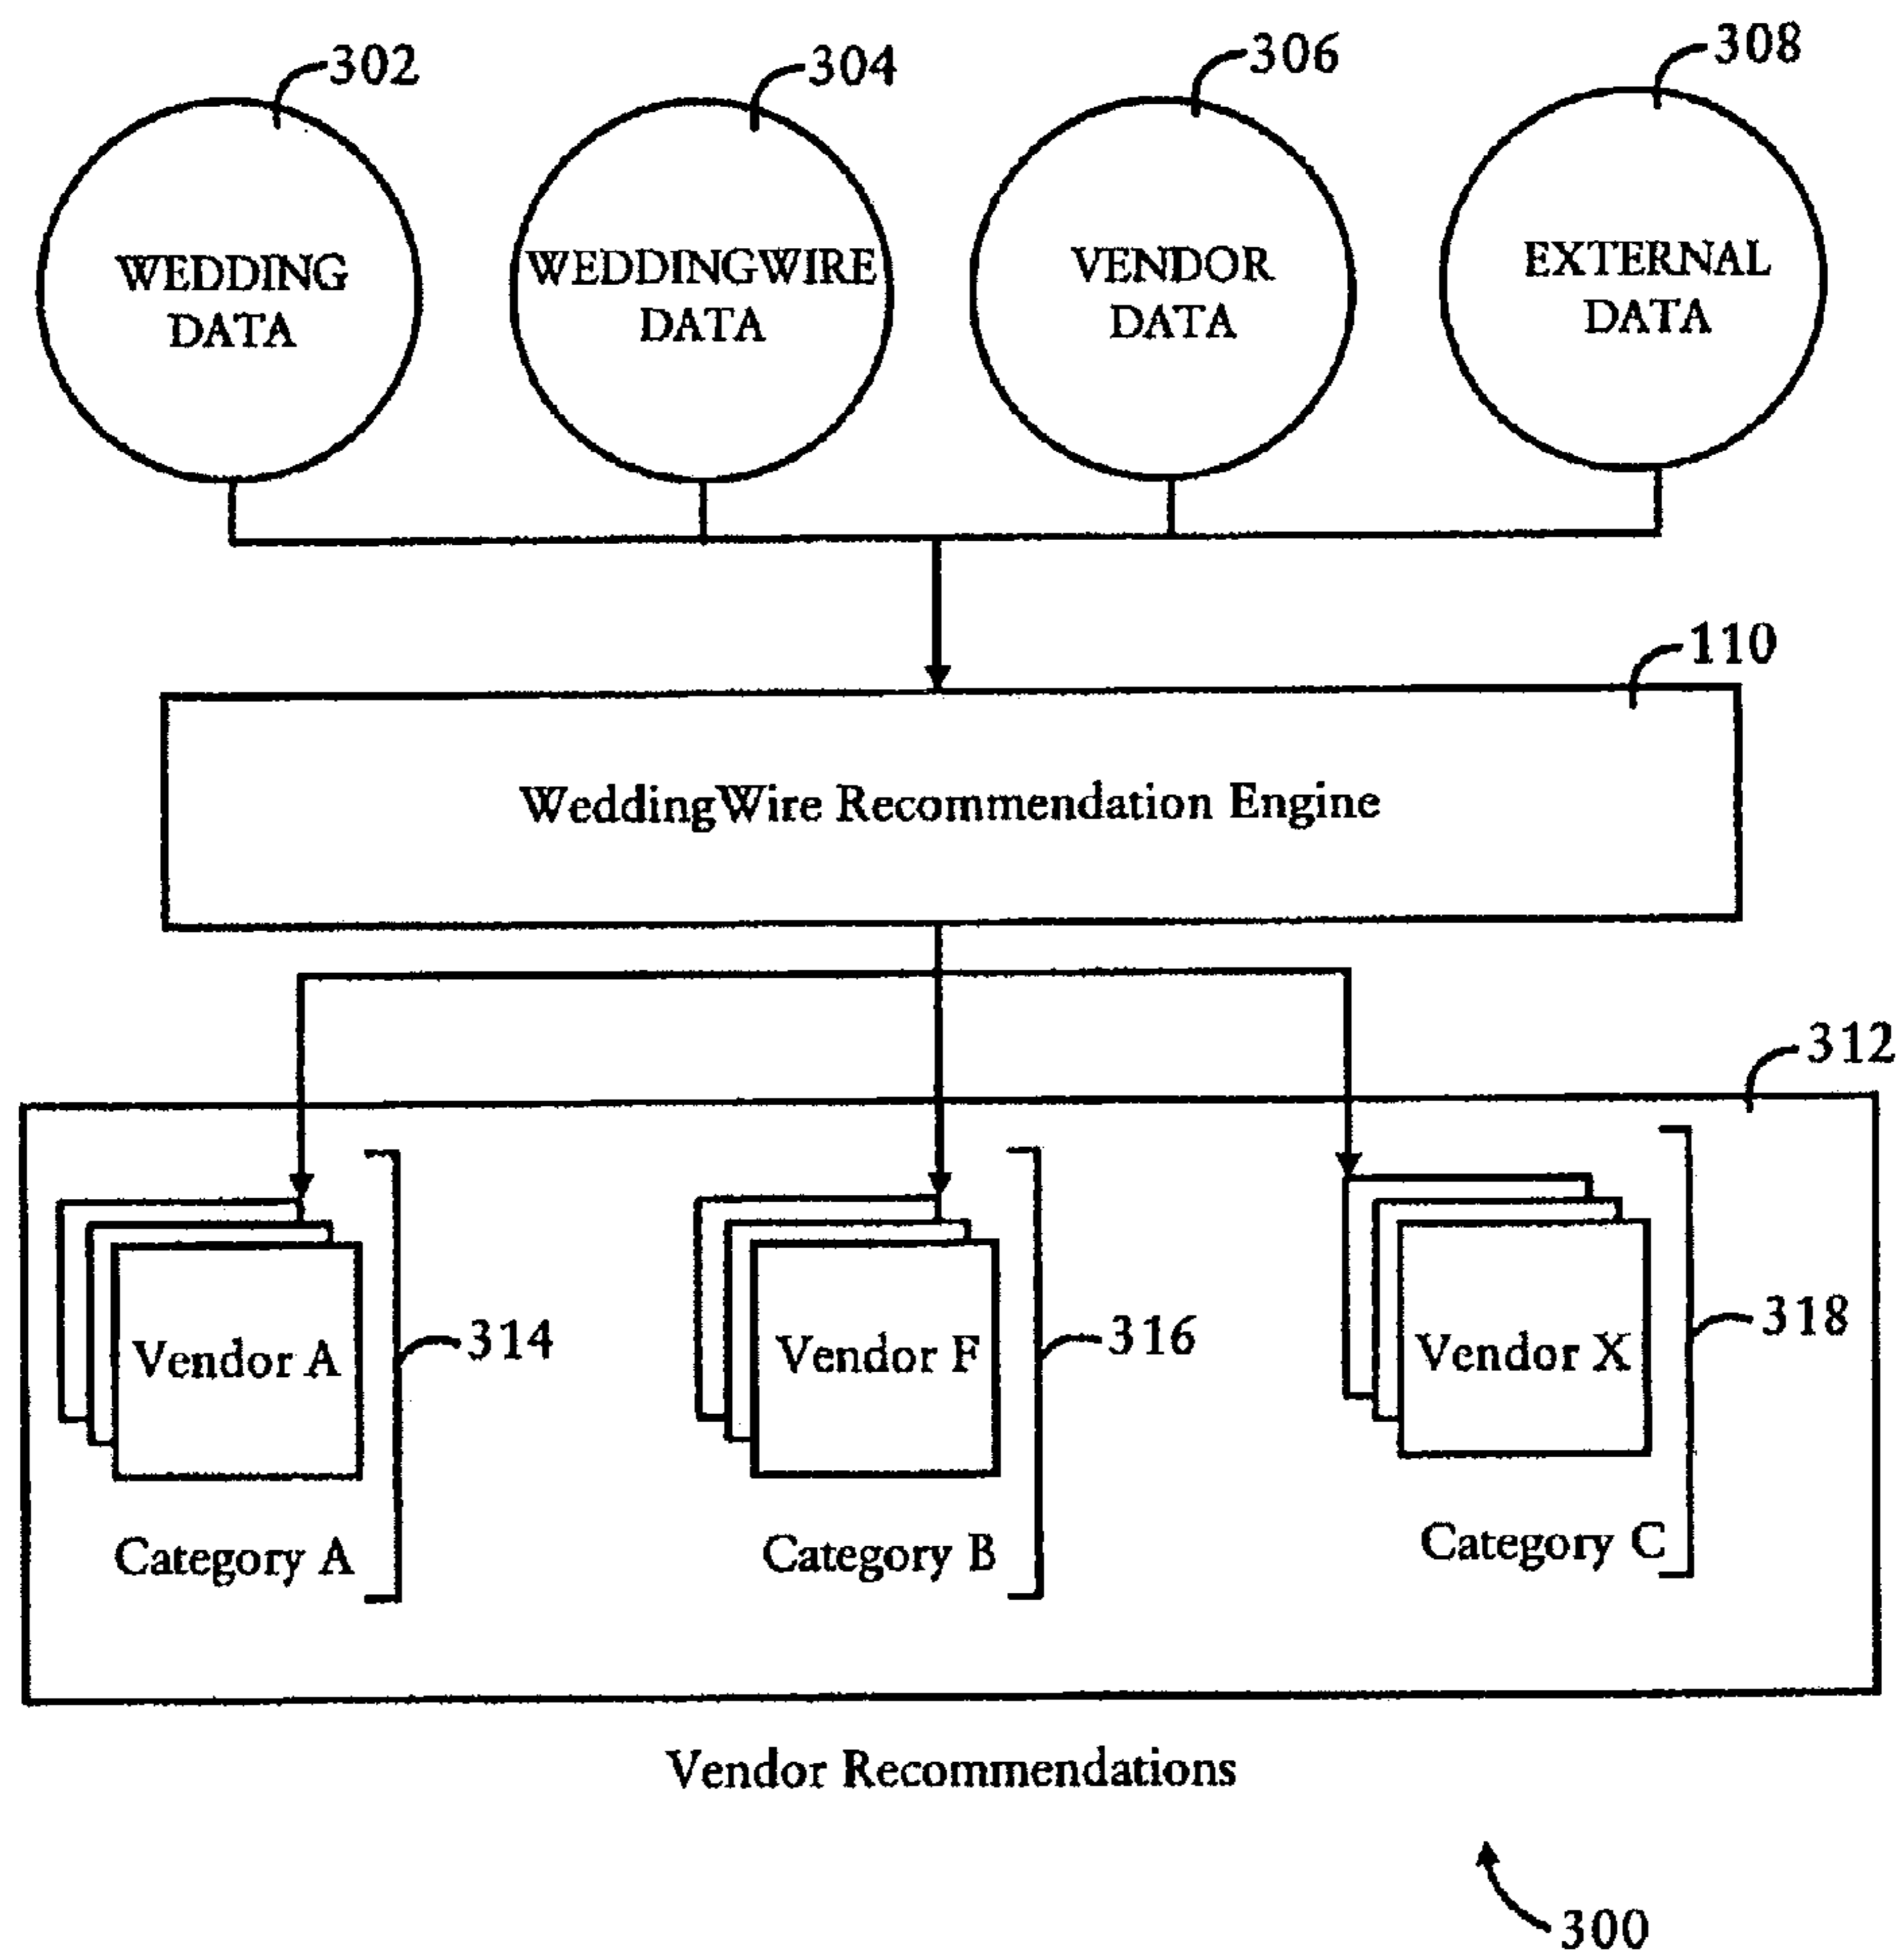 302
304
306
308
WEDDING
DATA
WEDDINGWIRE
DATA
VENDOR
DATA
EXTERNAL
DATA
110
WeddingWire Recommendation Engine
312
Vendor A
314
Category A
Vendor F
316
Category B
Vendor X
318
Category C
Vendor Recommendations
300